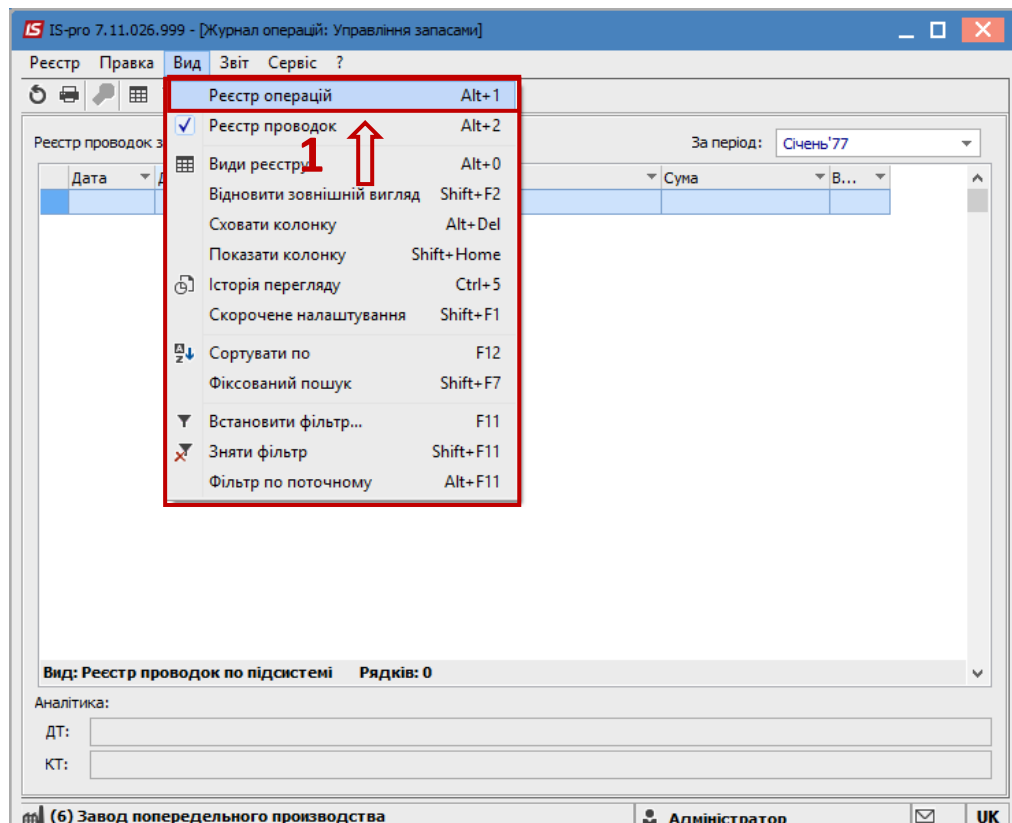 IS-pro 7.11.026.999 - [Журнал операцій: Управління запасами]
Реєстр Правка Вид Звіт Сервіс ?
Реєстр операцій Alt+1
Реєстр проводок Alt+2
Реєстр проводок з За період: Січень'77
1
Види реєстру Alt+0
Дата Сума В...
Відновити зовнішній вигляд Shift+F2
Сховати колонку Alt+Del
Показати колонку Shift+Home
Історія перегляду Ctrl+5
Скорочене налаштування Shift+F1
Сортувати по F12
Фіксований пошук Shift+F7
Встановити фільтр... F11
Зняти фільтр Shift+F11
Фільтр по поточному Alt+F11
Вид: Реєстр проводок по підсистемі Рядків: 0
Аналітика:
ДТ:
КТ:
(6) Завод попередельного производства Адміністратор UK